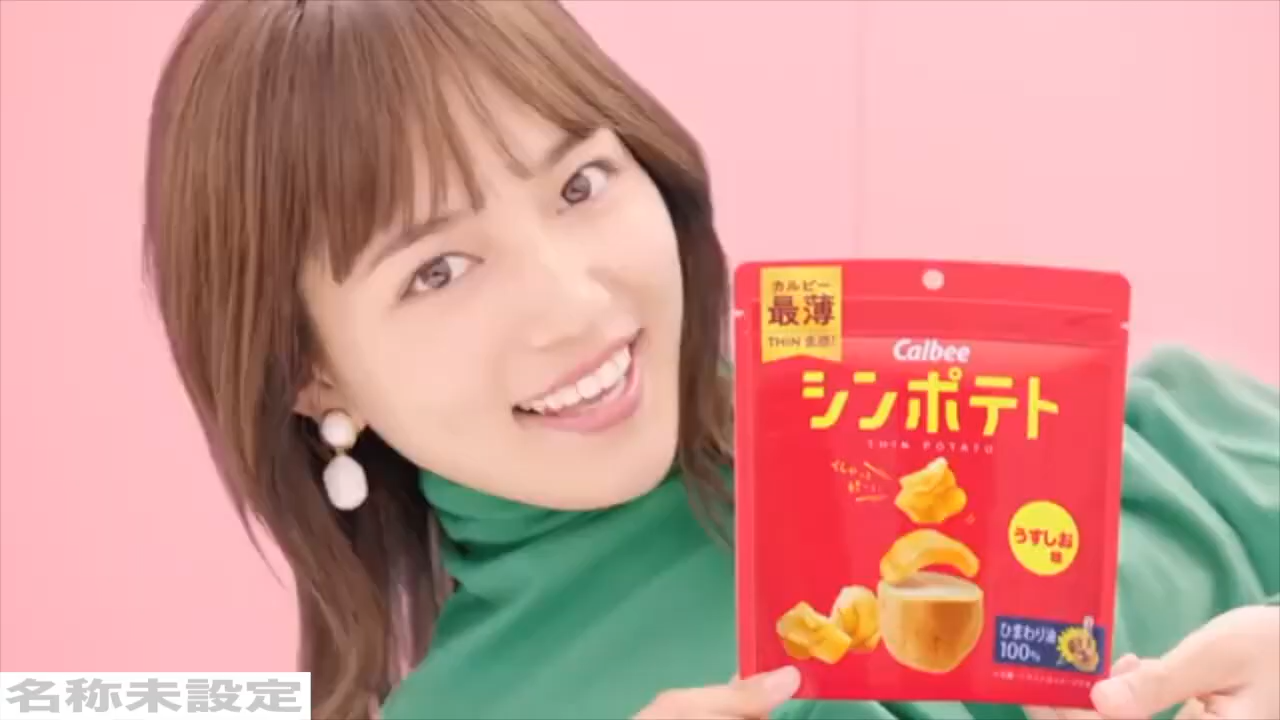 カルビー
最薄
THIN 食感!
Calbee
シンポテト
THIN POTATO
うすしお
味
ひまわり油
100%
名称未設定